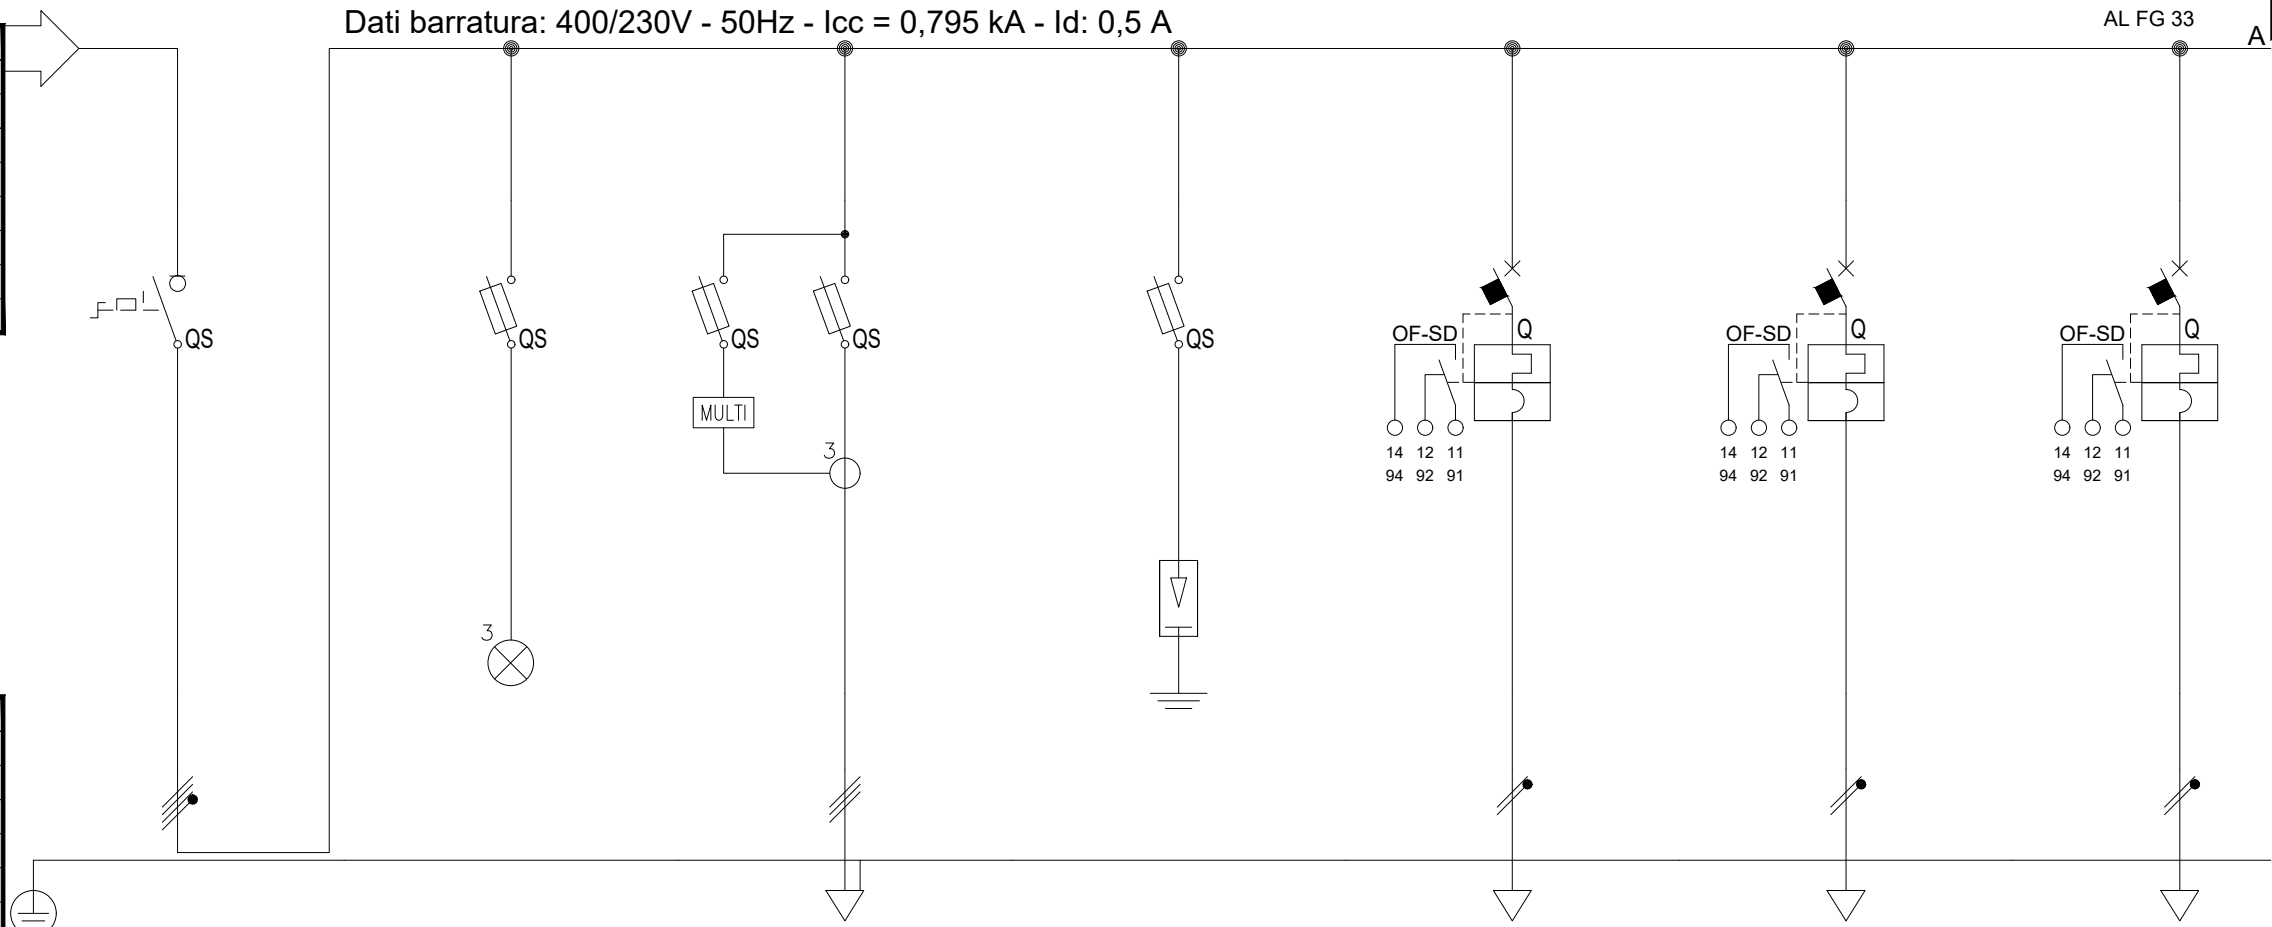 Dati barratura: 400/230V - 50Hz - Icc = 0,795 kA - Id: 0,5 A
AL FG 33
A
QS
QS
QS
QS
QS
OF-SD
Q
OF-SD
Q
OF-SD
Q
MULTI
3
14 12 11
94 92 91
14 12 11
94 92 91
14 12 11
94 92 91
3